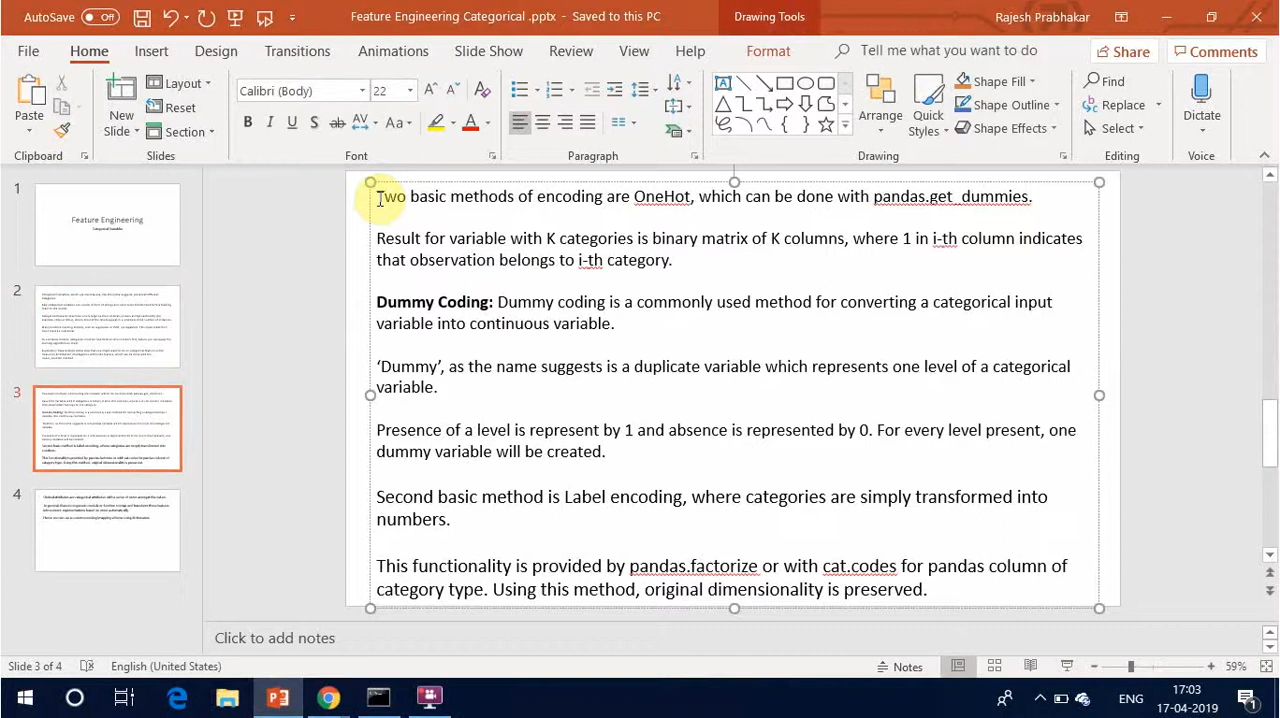 AutoSave Off
Feature Engineering Categorical .pptx - Saved to this PC
Drawing Tools
Rajesh Prabhakar
File Home Insert Design Transitions Animations Slide Show Review View Help Format Tell me what you want to do Share Comments
Paste
Clipboard
New Slide
Layout
Reset
Section
Slides
Calibri (Body) 22
Font
Paragraph
Arrange
Quick Styles
Shape Fill
Shape Outline
Shape Effects
Drawing
Find
Replace
Select
Editing
Dictate
Voice
1
Feature Engineering
Categorical Variables
2
3
4
Two basic methods of encoding are OneHot, which can be done with pandas.get_dummies.
Result for variable with K categories is binary matrix of K columns, where 1 in i-th column indicates
that observation belongs to i-th category.
Dummy Coding: Dummy coding is a commonly used method for converting a categorical input
variable into continuous variable.
‘Dummy’, as the name suggests is a duplicate variable which represents one level of a categorical
variable.
Presence of a level is represent by 1 and absence is represented by 0. For every level present, one
dummy variable will be created.
Second basic method is Label encoding, where categories are simply transformed into
numbers.
This functionality is provided by pandas.factorize or with cat.codes for pandas column of
category type. Using this method, original dimensionality is preserved.
Click to add notes
Slide 3 of 4
English (United States)
Notes
59%
ENG
17:03
17-04-2019
1